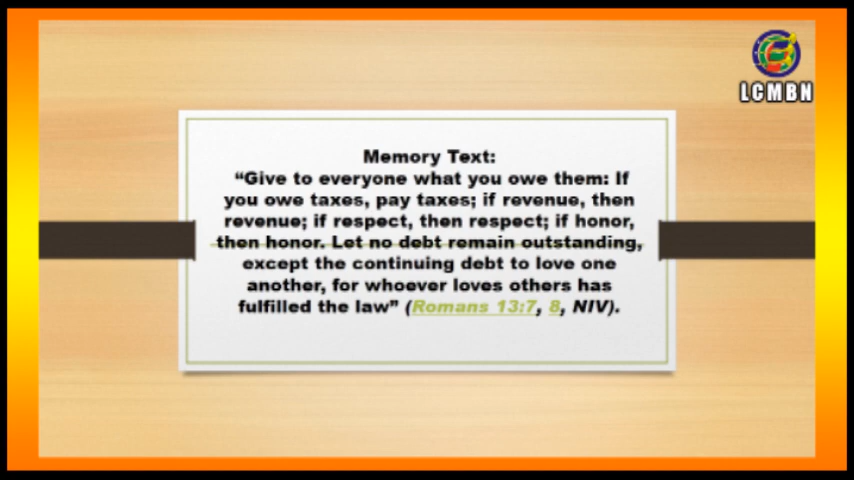 LCMBN
Memory Text:
“Give to everyone what you owe them: If
you owe taxes, pay taxes; if revenue, then
revenue; if respect, then respect; if honor,
then honor. Let no debt remain outstanding,
except the continuing debt to love one
another, for whoever loves others has
fulfilled the law” (Romans 13:7, 8, NIV).